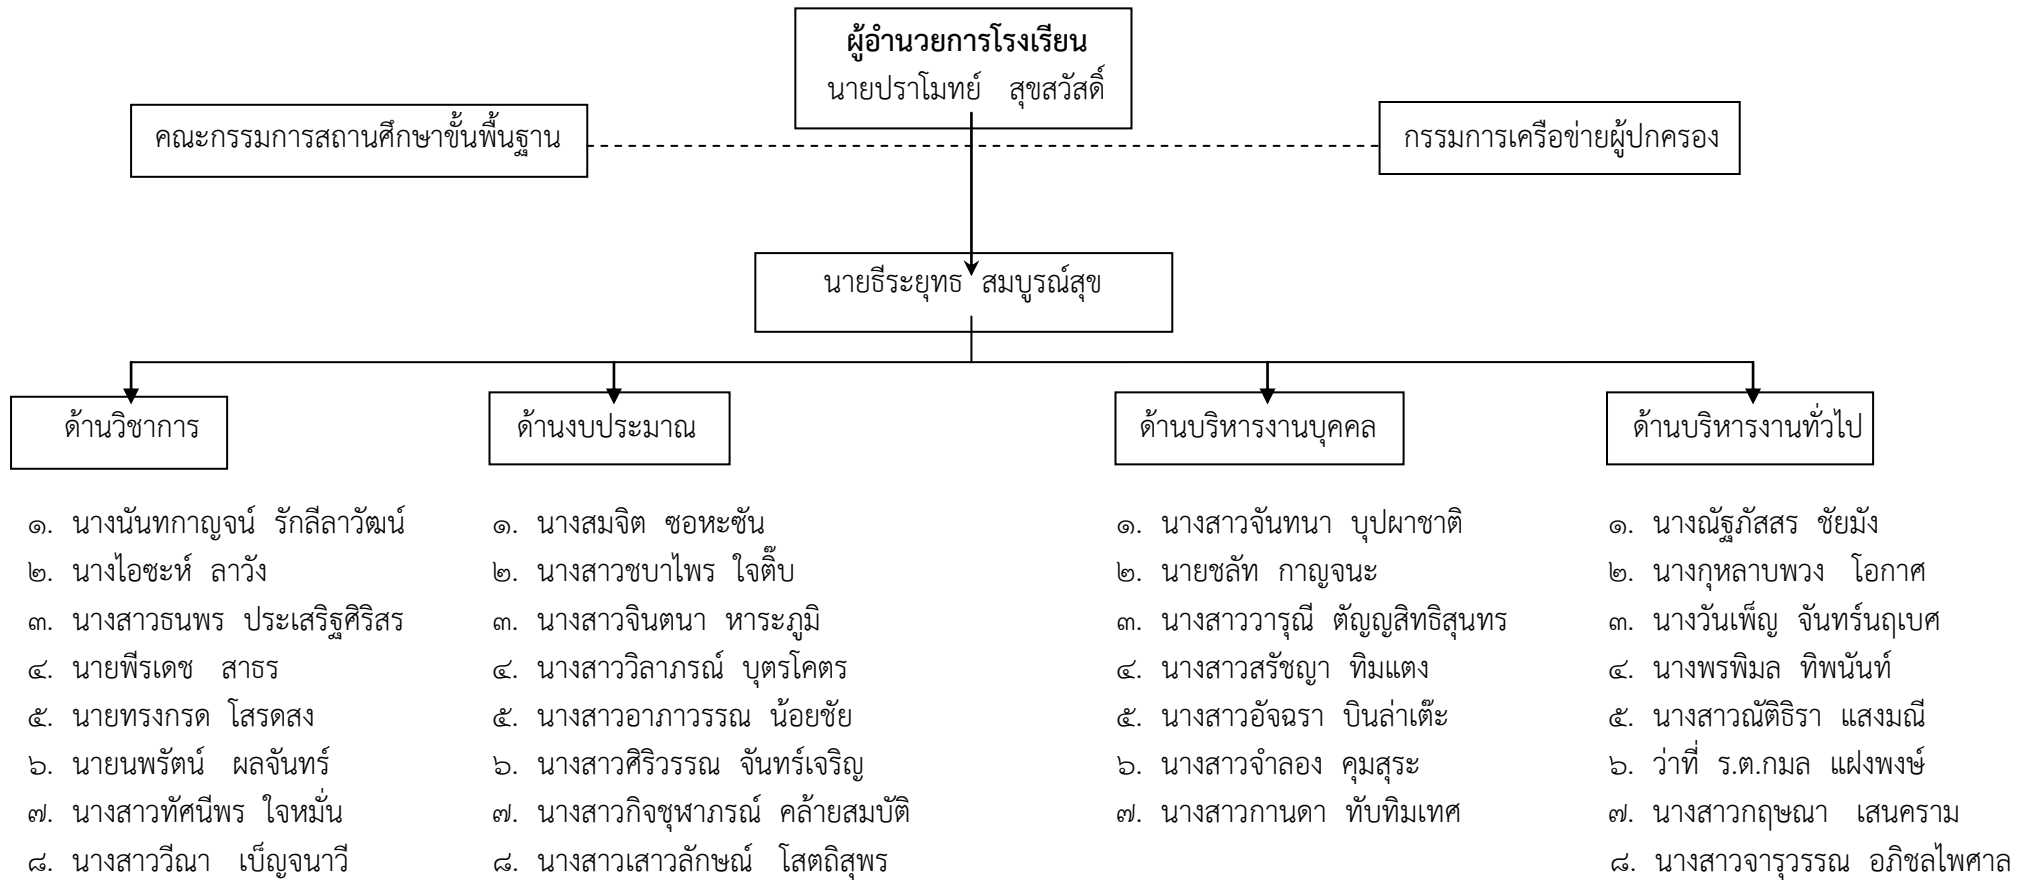 ผู้อำนวยการโรงเรียน
นายปราโมทย์ สุขสวัสดิ์
คณะกรรมการสถานศึกษาขั้นพื้นฐาน
กรรมการเครือข่ายผู้ปกครอง
นายธีระยุทธ สมบูรณ์สุข
ด้านวิชาการ
๑. นางนันทกาญจน์ รักลีลาวัฒน์
๒. นางไอซะห์ ลาวัง
๓. นางสาวธนพร ประเสริฐศิริสร
๔. นายพีรเดช สาธร
๕. นายทรงกรด โสรดสง
๖. นายนพรัตน์ ผลจันทร์
๗. นางสาวทัศนีพร ใจหมั่น
๘. นางสาววีณา เบ็ญจนาวี
ด้านงบประมาณ
๑. นางสมจิต ซอหะซัน
๒. นางสาวชบาไพร ใจติ๊บ
๓. นางสาวจินตนา หาระภูมิ
๔. นางสาววิลาภรณ์ บุตรโคตร
๕. นางสาวอาภาวรรณ น้อยชัย
๖. นางสาวศิริวรรณ จันทร์เจริญ
๗. นางสาวกิจชุฬาภรณ์ คล้ายสมบัติ
๘. นางสาวเสาวลักษณ์ โสตถิสุพร
ด้านบริหารงานบุคคล
๑. นางสาวจันทนา บุปผาชาติ
๒. นายชลัท กาญจนะ
๓. นางสาววารุณี ตัญญสิทธิสุนทร
๔. นางสาวสรัชญา ทิมแตง
๕. นางสาวอัจฉรา บินล่าเต๊ะ
๖. นางสาวจำลอง คุมสุระ
๗. นางสาวกานดา ทับทิมเทศ
ด้านบริหารงานทั่วไป
๑. นางณัฐภัสสร ชัยมัง
๒. นางกุหลาบพวง โอกาศ
๓. นางวันเพ็ญ จันทร์นฤเบศ
๔. นางพรพิมล ทิพนันท์
๕. นางสาวณัติธิรา แสงมณี
๖. ว่าที่ ร.ต.กมล แฝงพงษ์
๗. นางสาวกฤษณา เสนคราม
๘. นางสาวจารุวรรณ อภิชลไพศาล